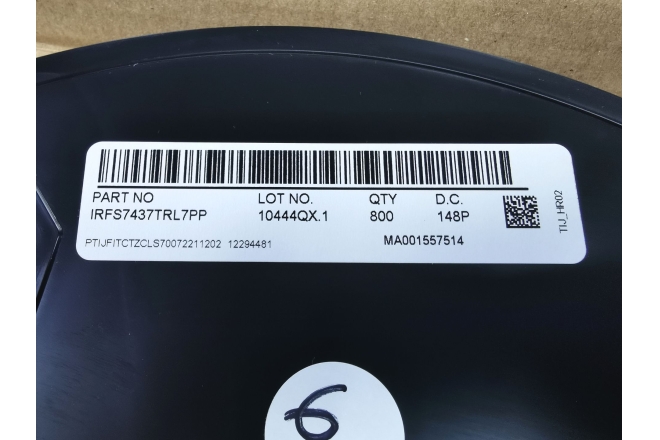 PART NO LOT NO. QTY D.C.
IRFS7437TRL7PP 10444QX.1 800 148P
TIJ_HR02
PTIJFITCTZCLS70072211202 12294481 MA001557514
6